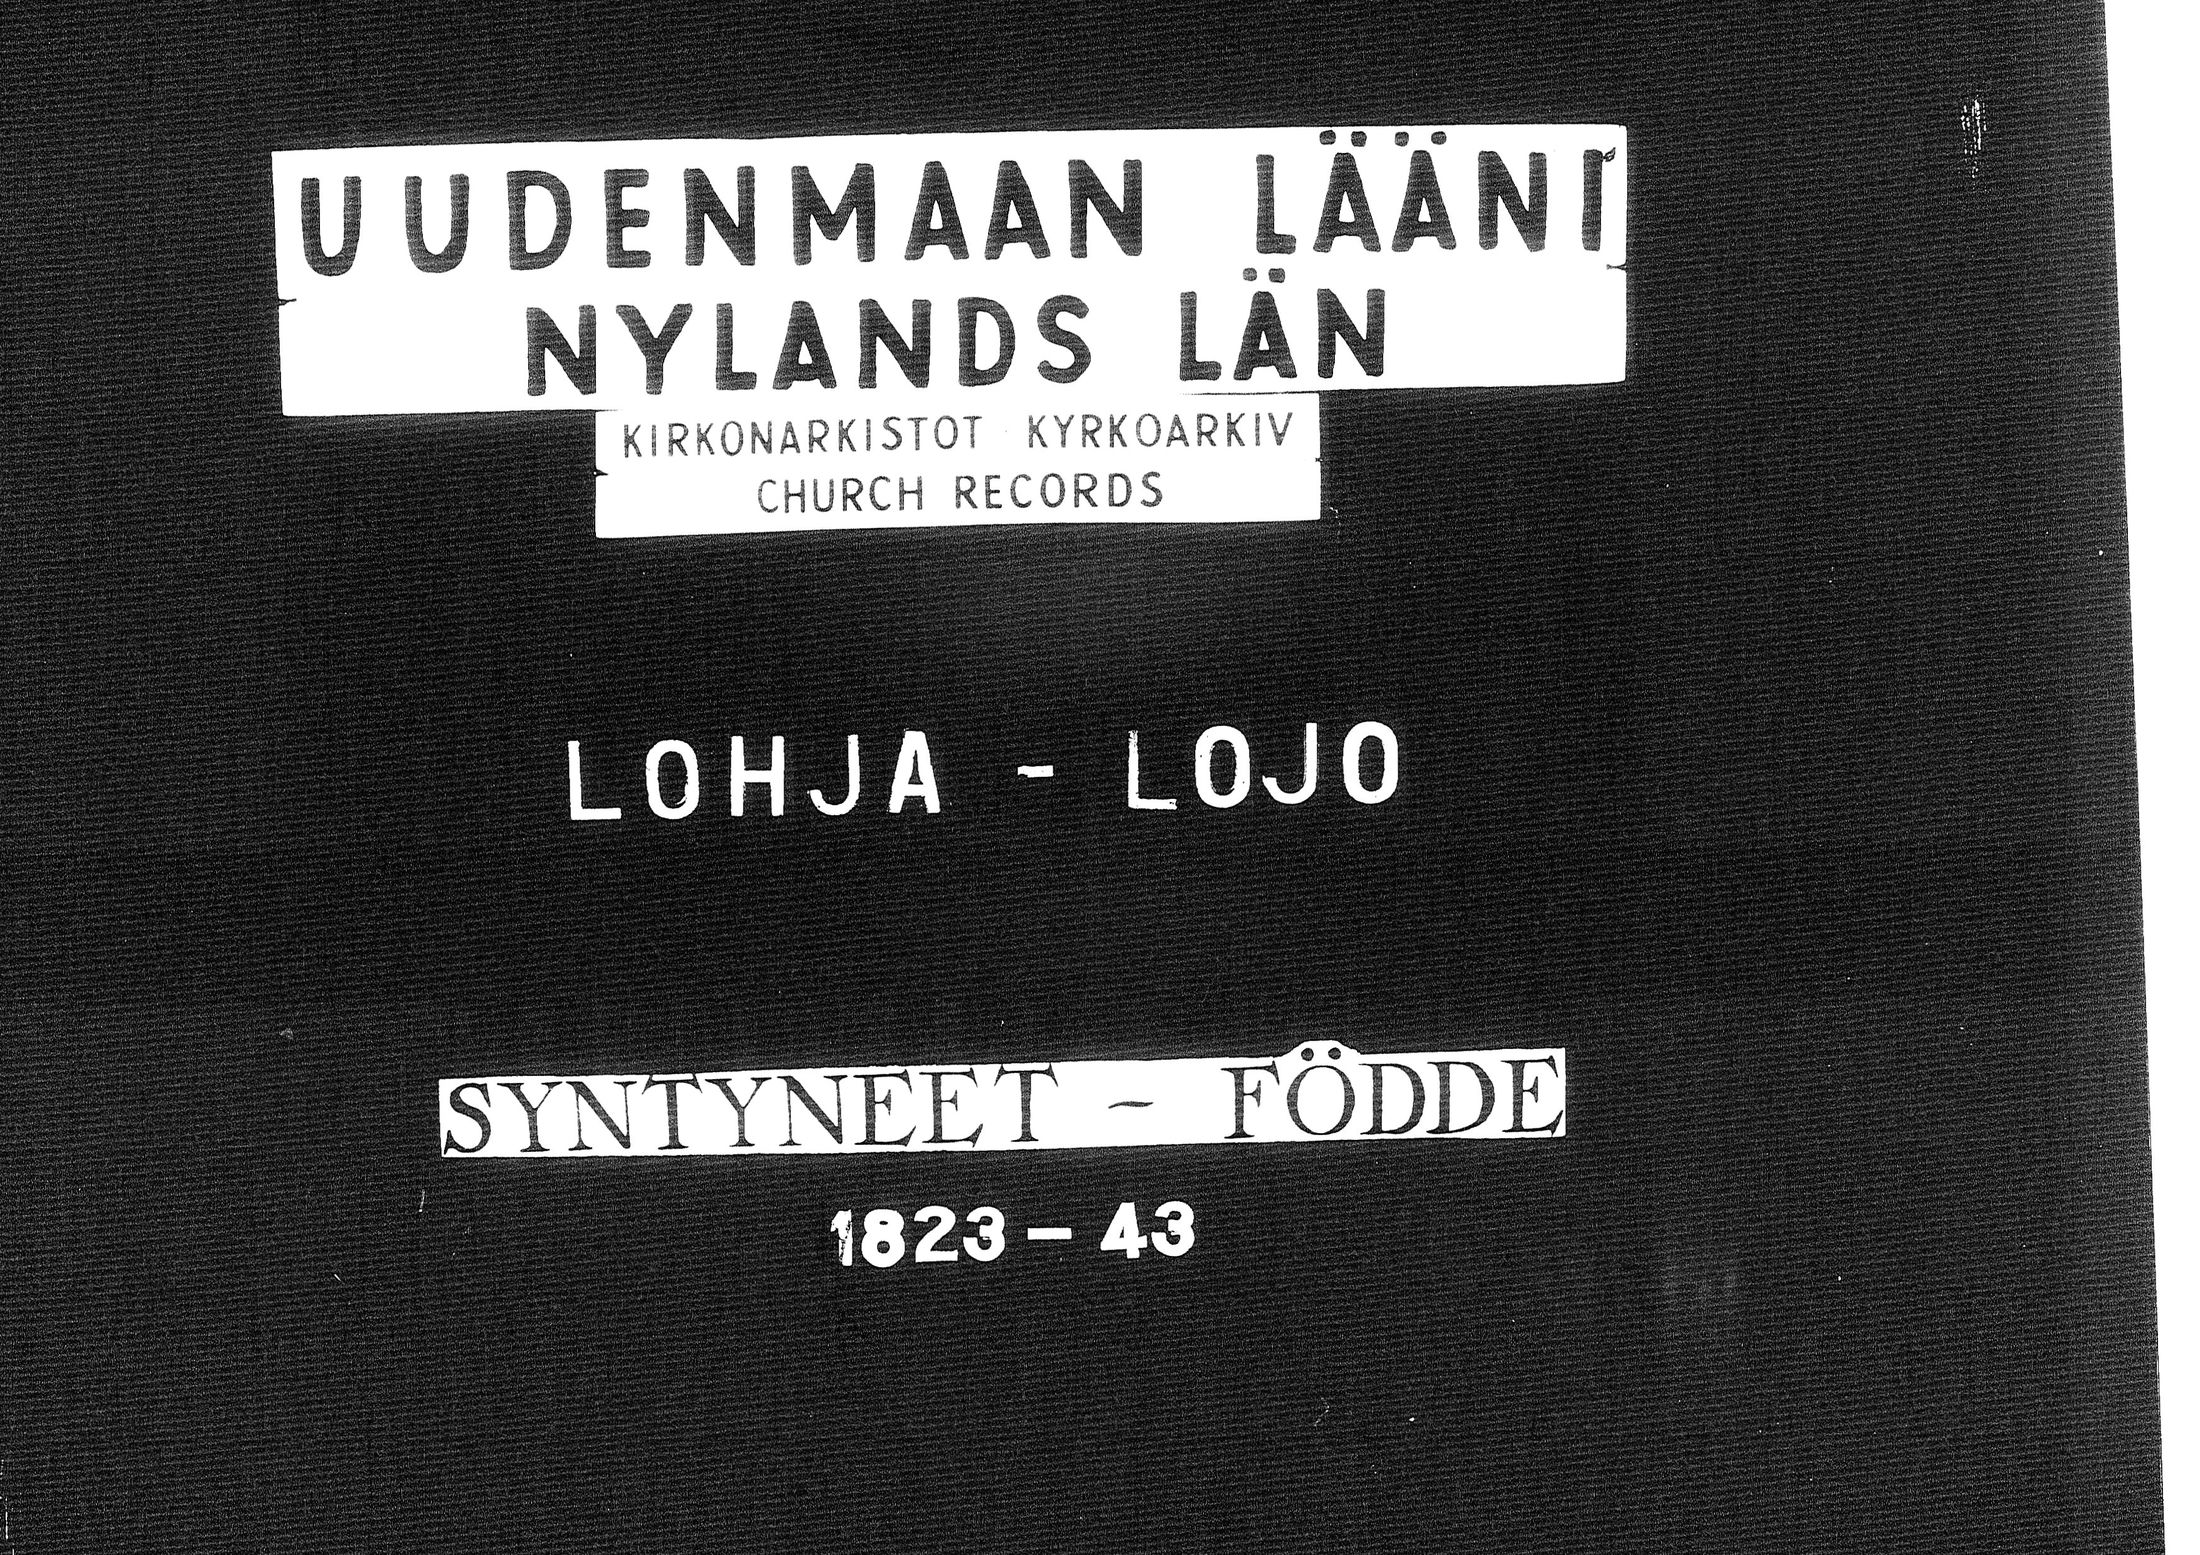 UUDENMAAN LÄÄNI
NYLANDS LÄN
KIRKONARKISTOT KYRKOARKIV
CHURCH RECORDS
LOHJA - LOJO
SYNTYNEET - FÖDDE
1823 - 43